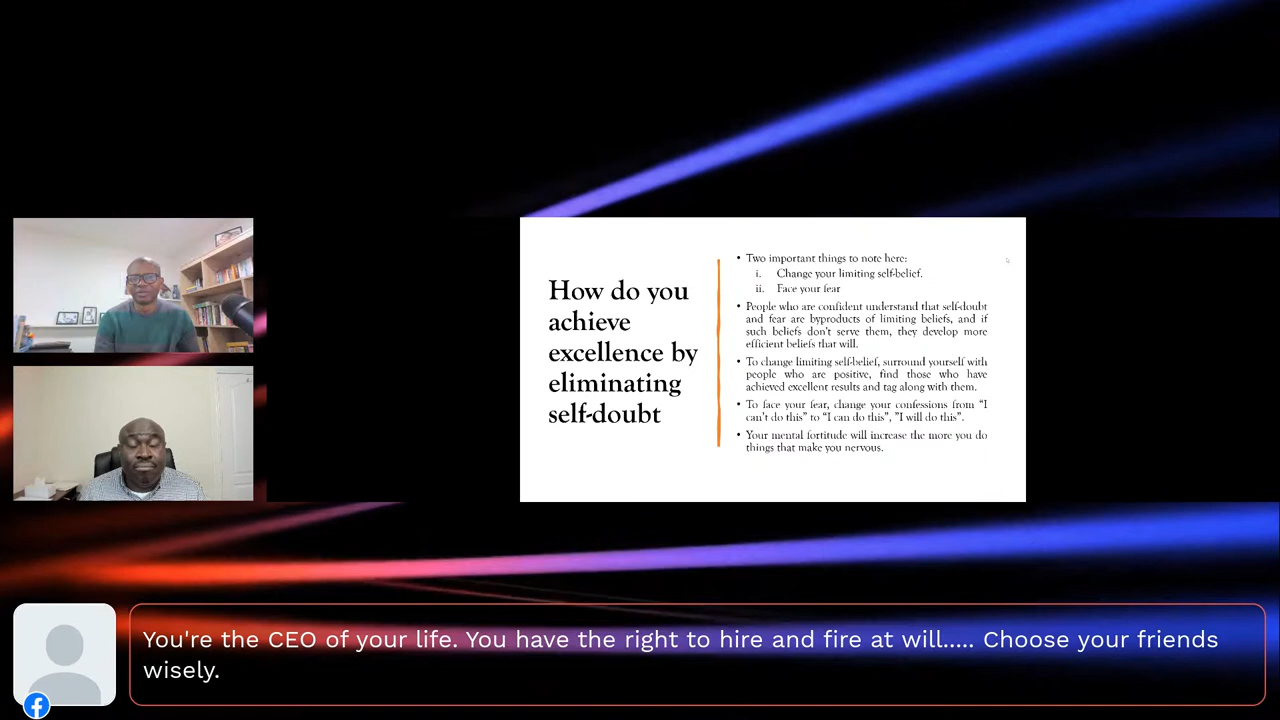 How do you
achieve
excellence by
eliminating
self-doubt
• Two important things to note here:
i. Change your limiting self-belief.
ii. Face your fear
• People who are confident understand that self-doubt
and fear are byproducts of limiting beliefs, and if
such beliefs don't serve them, they develop more
efficient beliefs that will.
• To change limiting self-belief, surround yourself with
people who are positive, find those who have
achieved excellent results and tag along with them.
• To face your fear, change your confessions from “I
can't do this” to “I can do this”, ”I will do this”.
• Your mental fortitude will increase the more you do
things that make you nervous.
You're the CEO of your life. You have the right to hire and fire at will..... Choose your friends
wisely.